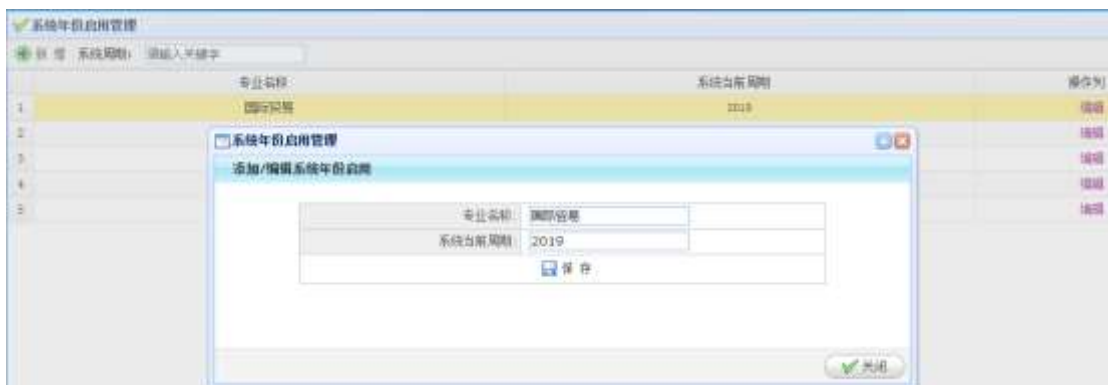 系统年份启用管理
新 增 系统周期: 请输入关键字
专业名称 系统当前周期 操作列
1 国际贸易 2019 编辑
2 编辑
3 编辑
4 编辑
5 编辑
系统年份启用管理
添加/编辑系统年份启用
专业名称: 国际贸易
系统当前周期: 2019
保 存
关闭